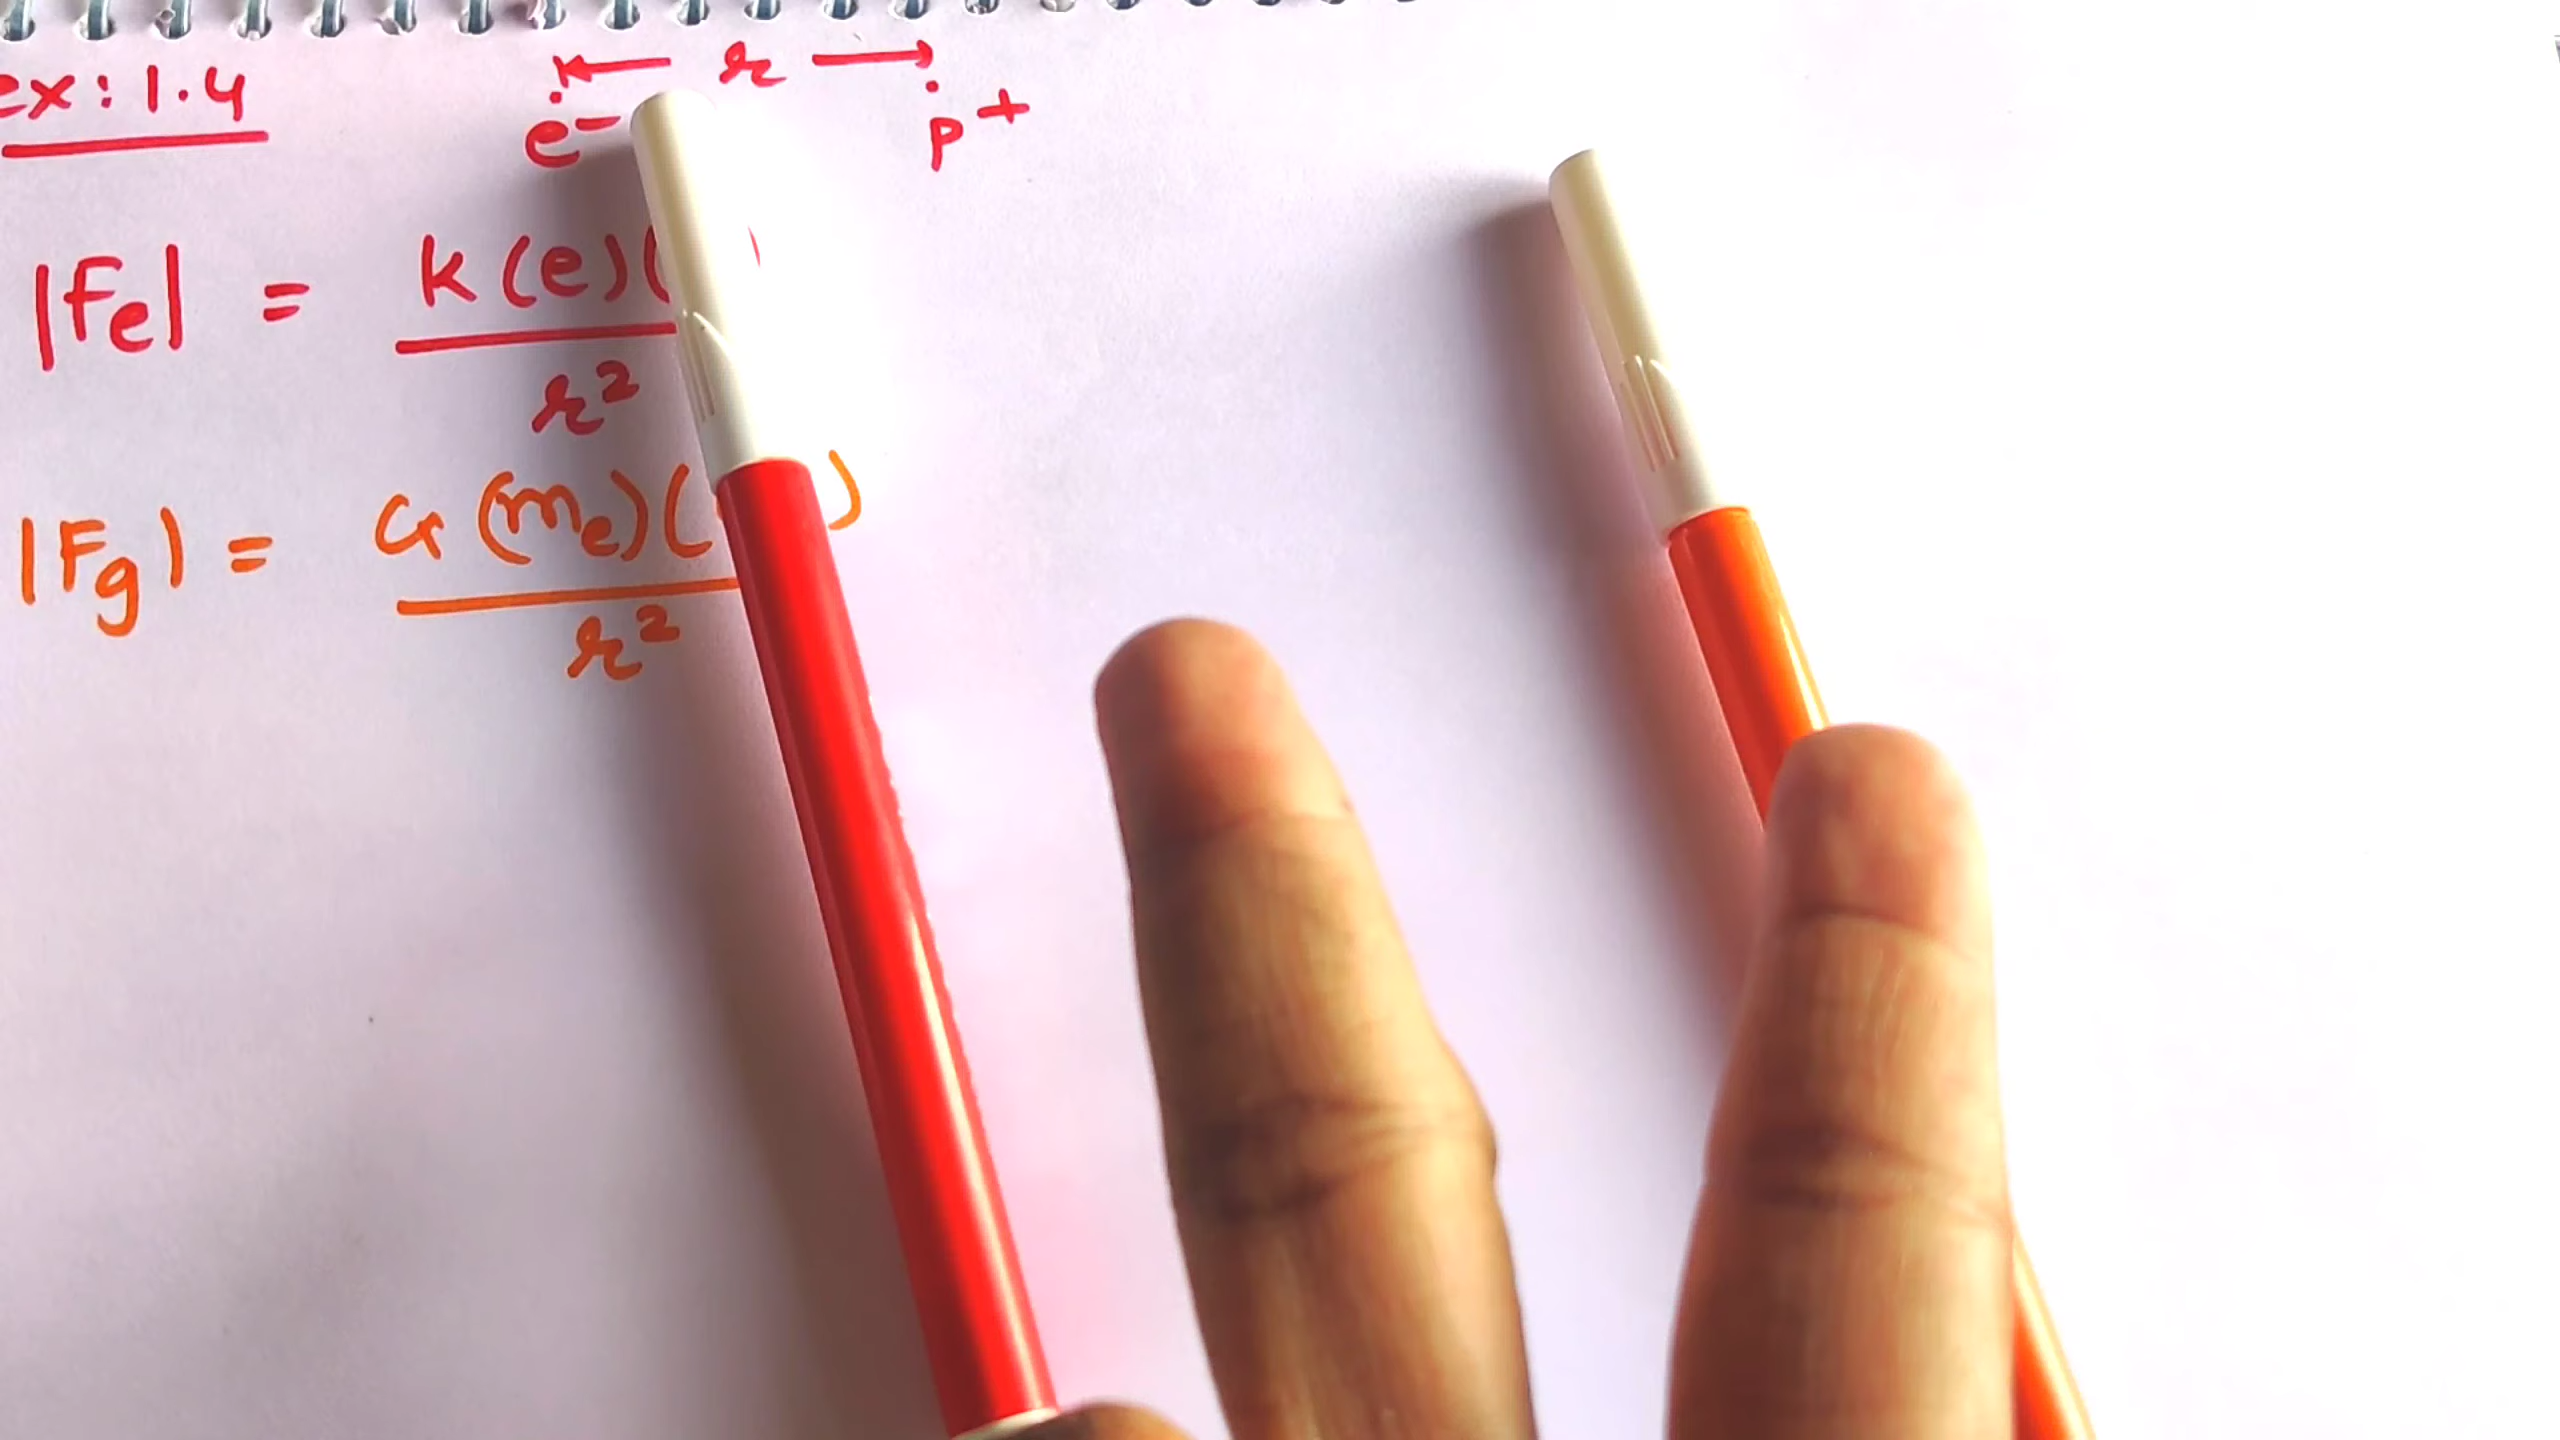 ex: 1.4
r
e- p+
|Fe| = k(e)( )
r²
|Fg| = G(me)( )
r²